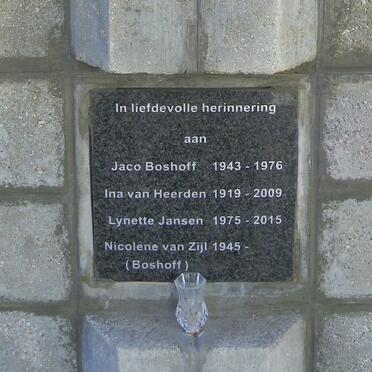 In liefdevolle herinnering
aan
Jaco Boshoff 1943 - 1976
Ina van Heerden 1919 - 2009
Lynette Jansen 1975 - 2015
Nicolene van Zijl 1945 -
( Boshoff )